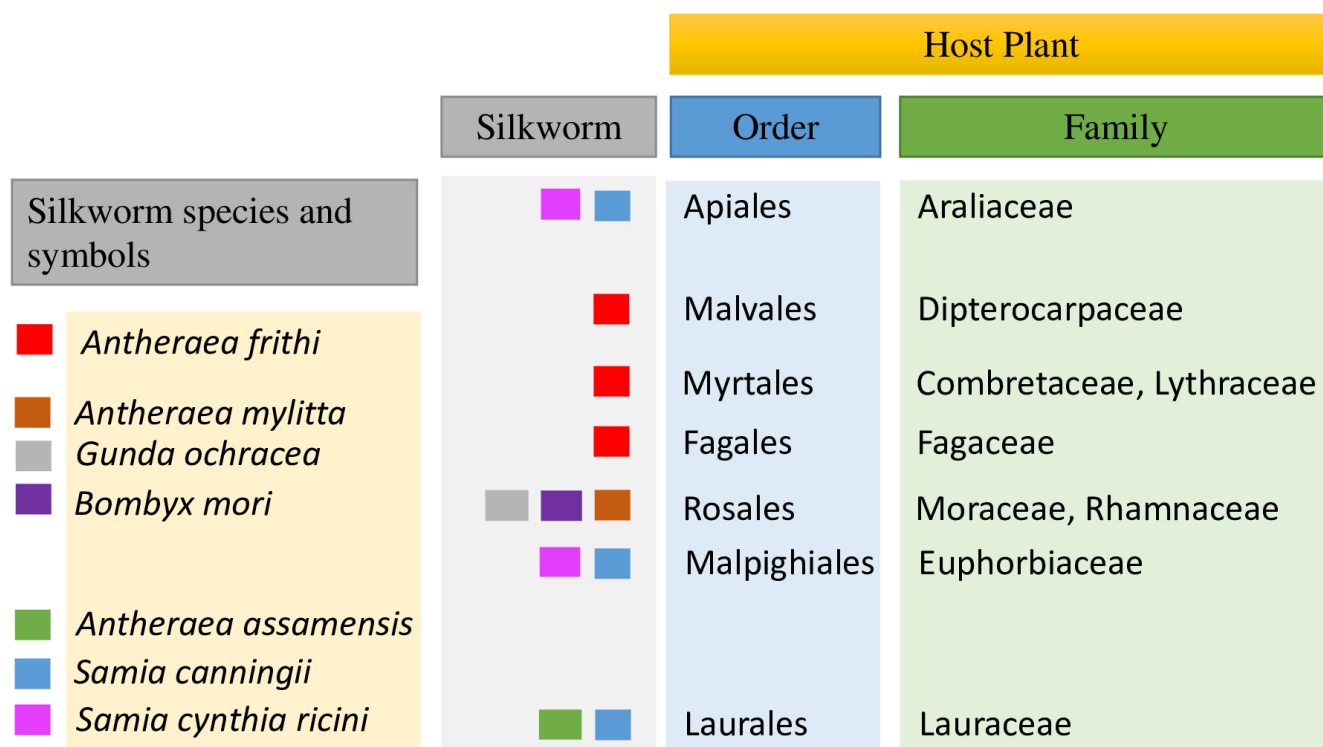 Host Plant
Silkworm Order Family
Silkworm species and
symbols
Apiales Araliaceae
Malvales Dipterocarpaceae
Antheraea frithi
Myrtales Combretaceae, Lythraceae
Antheraea mylitta
Fagales Fagaceae
Gunda ochracea
Bombyx mori
Rosales Moraceae, Rhamnaceae
Malpighiales Euphorbiaceae
Antheraea assamensis
Samia canningii
Samia cynthia ricini
Laurales Lauraceae